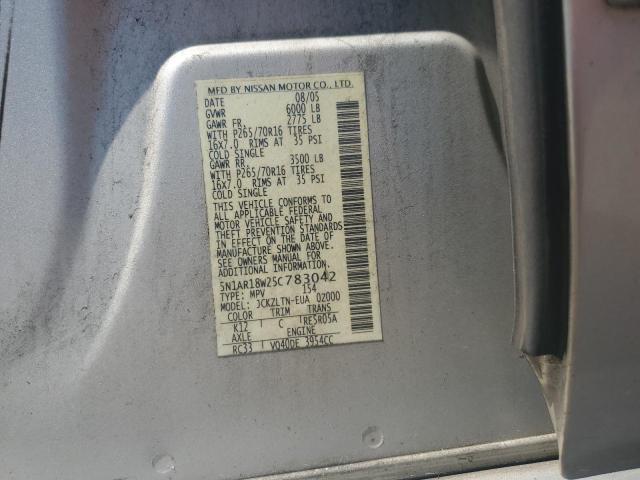 MFD BY NISSAN MOTOR CO., LTD.
DATE 08/05
GVWR 6000 LB
GAWR FR. 2775 LB
WITH P265/70R16 TIRES
16X7.0 RIMS AT 35 PSI
COLD SINGLE
GAWR RR. 3500 LB
WITH P265/70R16 TIRES
16X7.0 RIMS AT 35 PSI
COLD SINGLE
THIS VEHICLE CONFORMS TO
ALL APPLICABLE FEDERAL
MOTOR VEHICLE SAFETY AND
THEFT PREVENTION STANDARDS
IN EFFECT ON THE DATE OF
MANUFACTURE SHOWN ABOVE.
SEE OWNERS MANUAL FOR
ADDITIONAL INFORMATION.
5N1AR18W25C783042
TYPE: MPV 154
MODEL: JCKZLTN-EUA 02000
COLOR TRIM TRANS
K12 C RE5R05A
AXLE ENGINE
RC33 VQ40DE 3954CC